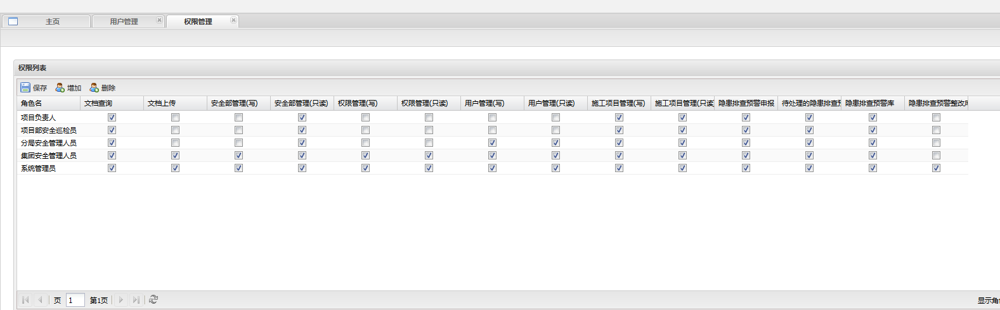 主页 用户管理 权限管理
权限列表
保存 增加 删除
角色名 文档查询 文档上传 安全部管理(写) 安全部管理(只读) 权限管理(写) 权限管理(只读) 用户管理(写) 用户管理(只读) 施工项目管理(写) 施工项目管理(只读 隐患排查预警申报 待处理的隐患排查 隐患排查预警库 隐患排查预警整改
项目负责人
项目部安全巡检员
分局安全管理人员
集团安全管理人员
系统管理员
页 1 第1页 显示角